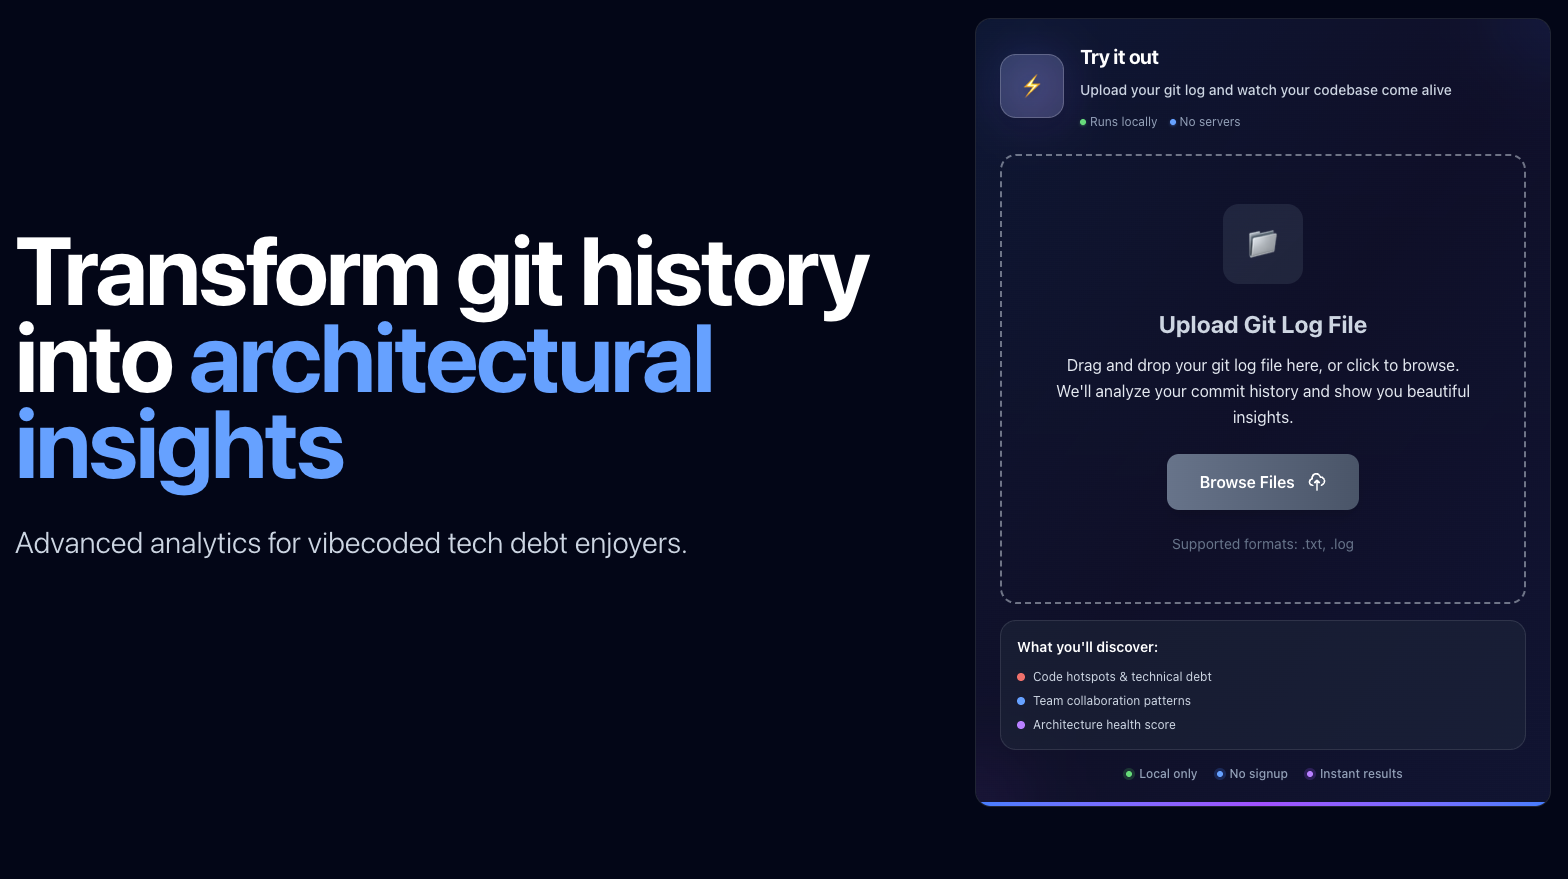 Transform git history
into architectural
insights
Advanced analytics for vibecoded tech debt enjoyers.
Try it out
Upload your git log and watch your codebase come alive
Runs locally No servers
Upload Git Log File
Drag and drop your git log file here, or click to browse.
We'll analyze your commit history and show you beautiful
insights.
Browse Files
Supported formats: .txt, .log
What you'll discover:
Code hotspots & technical debt
Team collaboration patterns
Architecture health score
Local only No signup Instant results